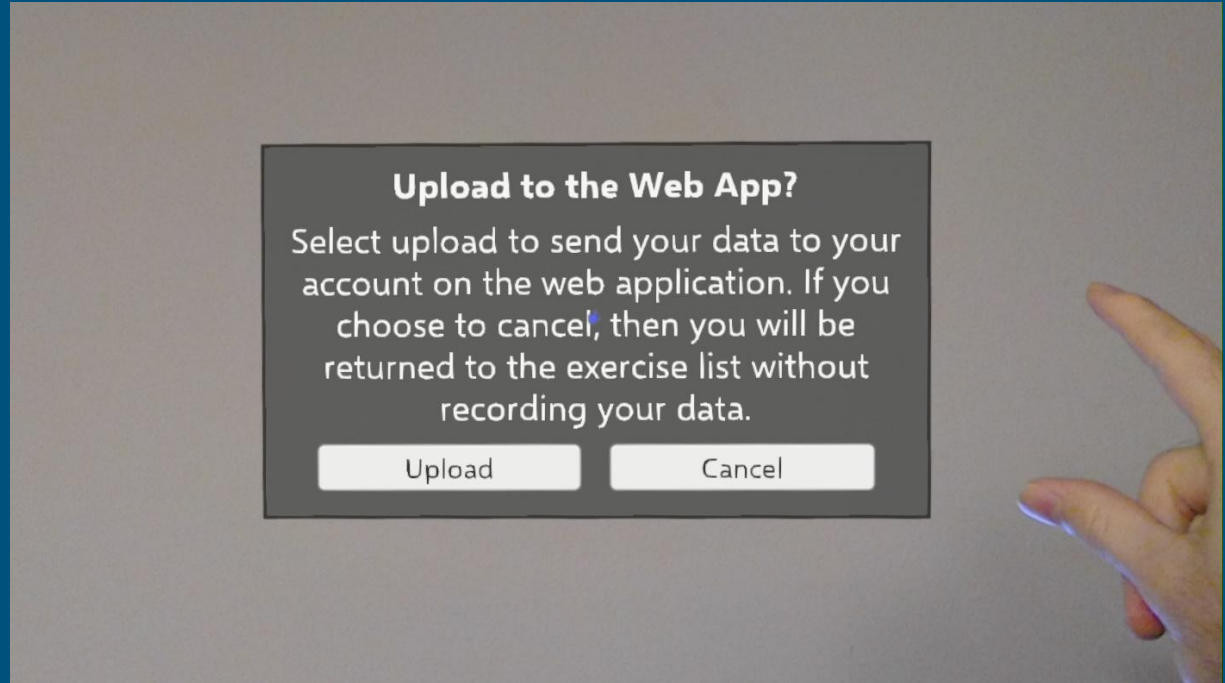 Upload to the Web App?
Select upload to send your data to your
account on the web application. If you
choose to cancel, then you will be
returned to the exercise list without
recording your data.
Upload
Cancel